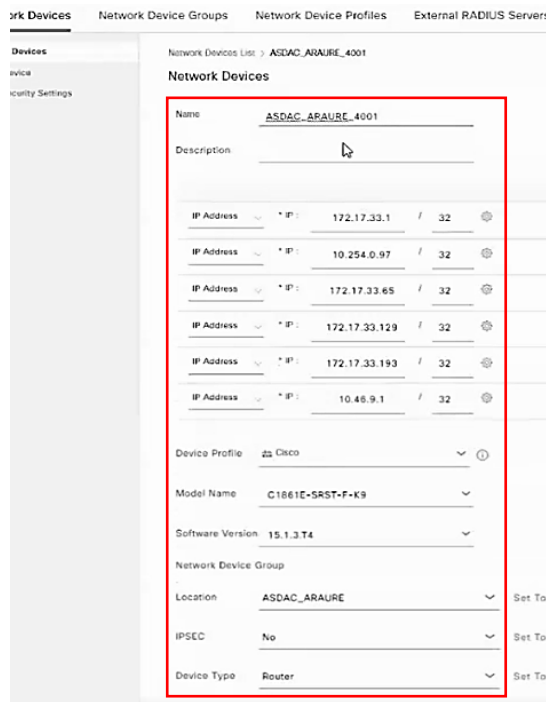 ork Devices Network Device Groups Network Device Profiles External RADIUS Servers
Devices
evice
ecurity Settings
Network Devices List > ASDAC_ARAURE_4001
Network Devices
Name ASDAC_ARAURE_4001
Description
IP Address * IP : 172.17.33.1 / 32
IP Address * IP : 10.254.0.97 / 32
IP Address * IP : 172.17.33.65 / 32
IP Address * IP : 172.17.33.129 / 32
IP Address * IP : 172.17.33.193 / 32
IP Address * IP : 10.46.9.1 / 32
Device Profile Cisco
Model Name C1861E-SRST-F-K9
Software Version 15.1.3.T4
Network Device Group
Location ASDAC_ARAURE Set To
IPSEC No Set To
Device Type Router Set To